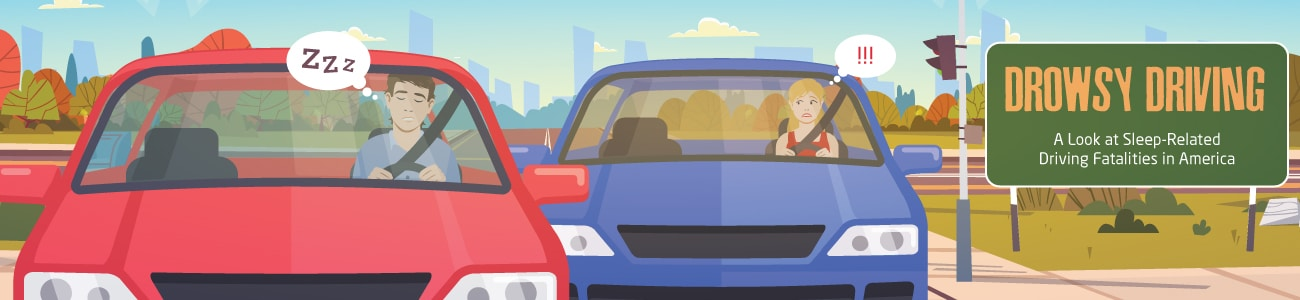 ZZZ
!!!
DROWSY DRIVING
A Look at Sleep-Related
Driving Fatalities in America